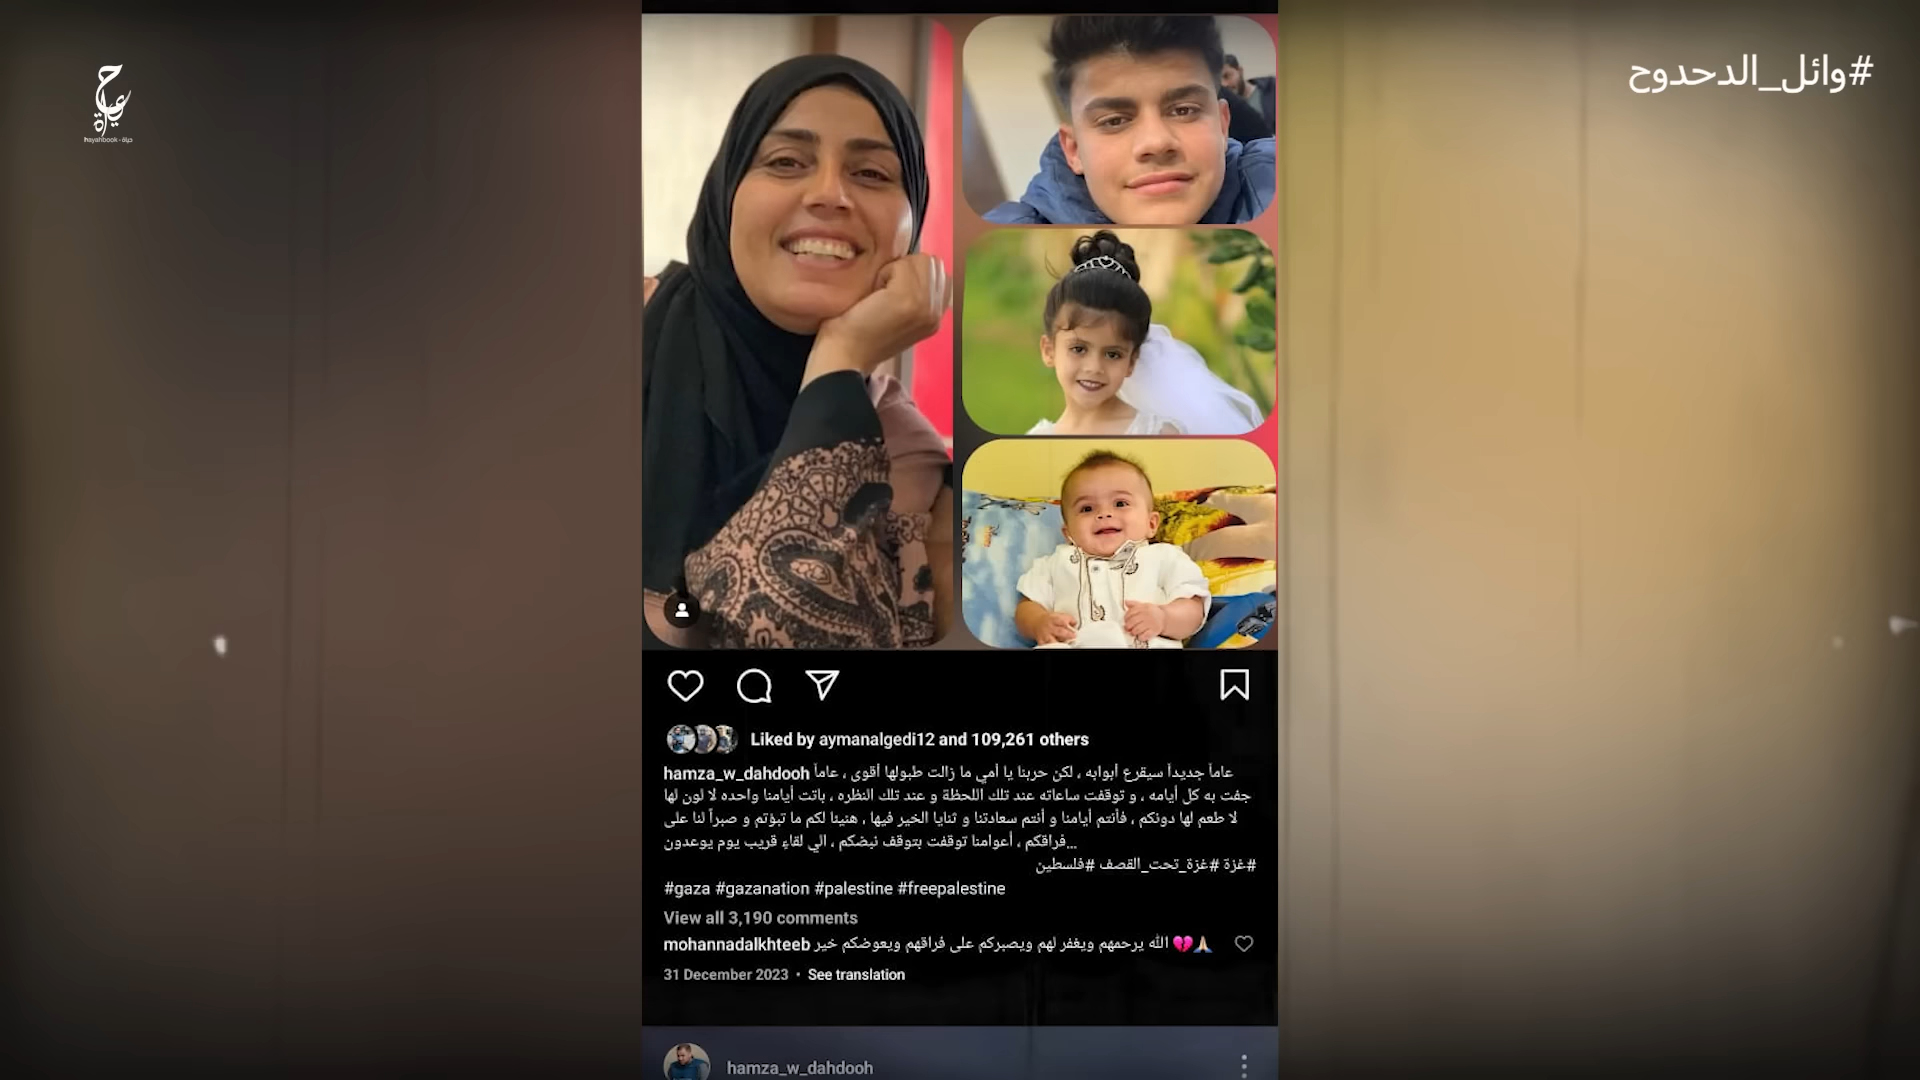 #وائل_الدحدوح
حياة
hayahbook - حياة
Liked by aymanalgedi12 and 109,261 others
hamza_w_dahdooh عاماً جديداً سيقرع أبوابه ، لكن حربنا يا أمي ما زالت طبولها أقوى ، عاماً
جفت به كل أيامه ، و توقفت ساعاته عند تلك اللحظة و عند تلك النظره ، باتت أيامنا واحده لا لون لها
لا طعم لها دونكم ، فأنتم أيامنا و أنتم سعادتنا و ثنايا الخير فيها ، هنيئا لكم ما تبؤتم و صبراً لنا على
فراقكم ، أعوامنا توقفت بتوقف نبضكم ، الي لقاءِ قريب يوم يوعدون...
#غزة #غزة_تحت_القصف #فلسطين
#gaza #gazanation #palestine #freepalestine
View all 3,190 comments
mohannadalkhteeb الله يرحمهم ويغفر لهم ويصبركم على فراقهم ويعوضكم خير 💔🙏🏼
31 December 2023 • See translation
hamza_w_dahdooh